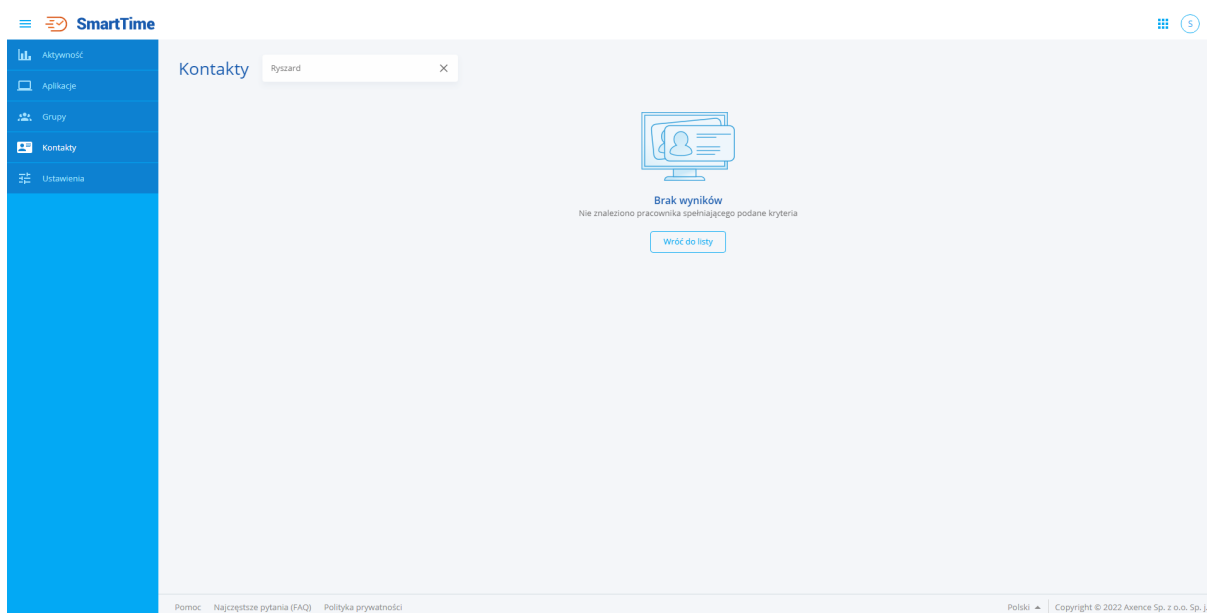 SmartTime
S
Aktywność
Aplikacje
Grupy
Kontakty
Ustawienia
Kontakty
Ryszard
Brak wyników
Nie znaleziono pracownika spełniającego podane kryteria
Wróć do listy
Pomoc Najczęstsze pytania (FAQ) Polityka prywatności
Polski Copyright © 2022 Axence Sp. z o.o. Sp. j.